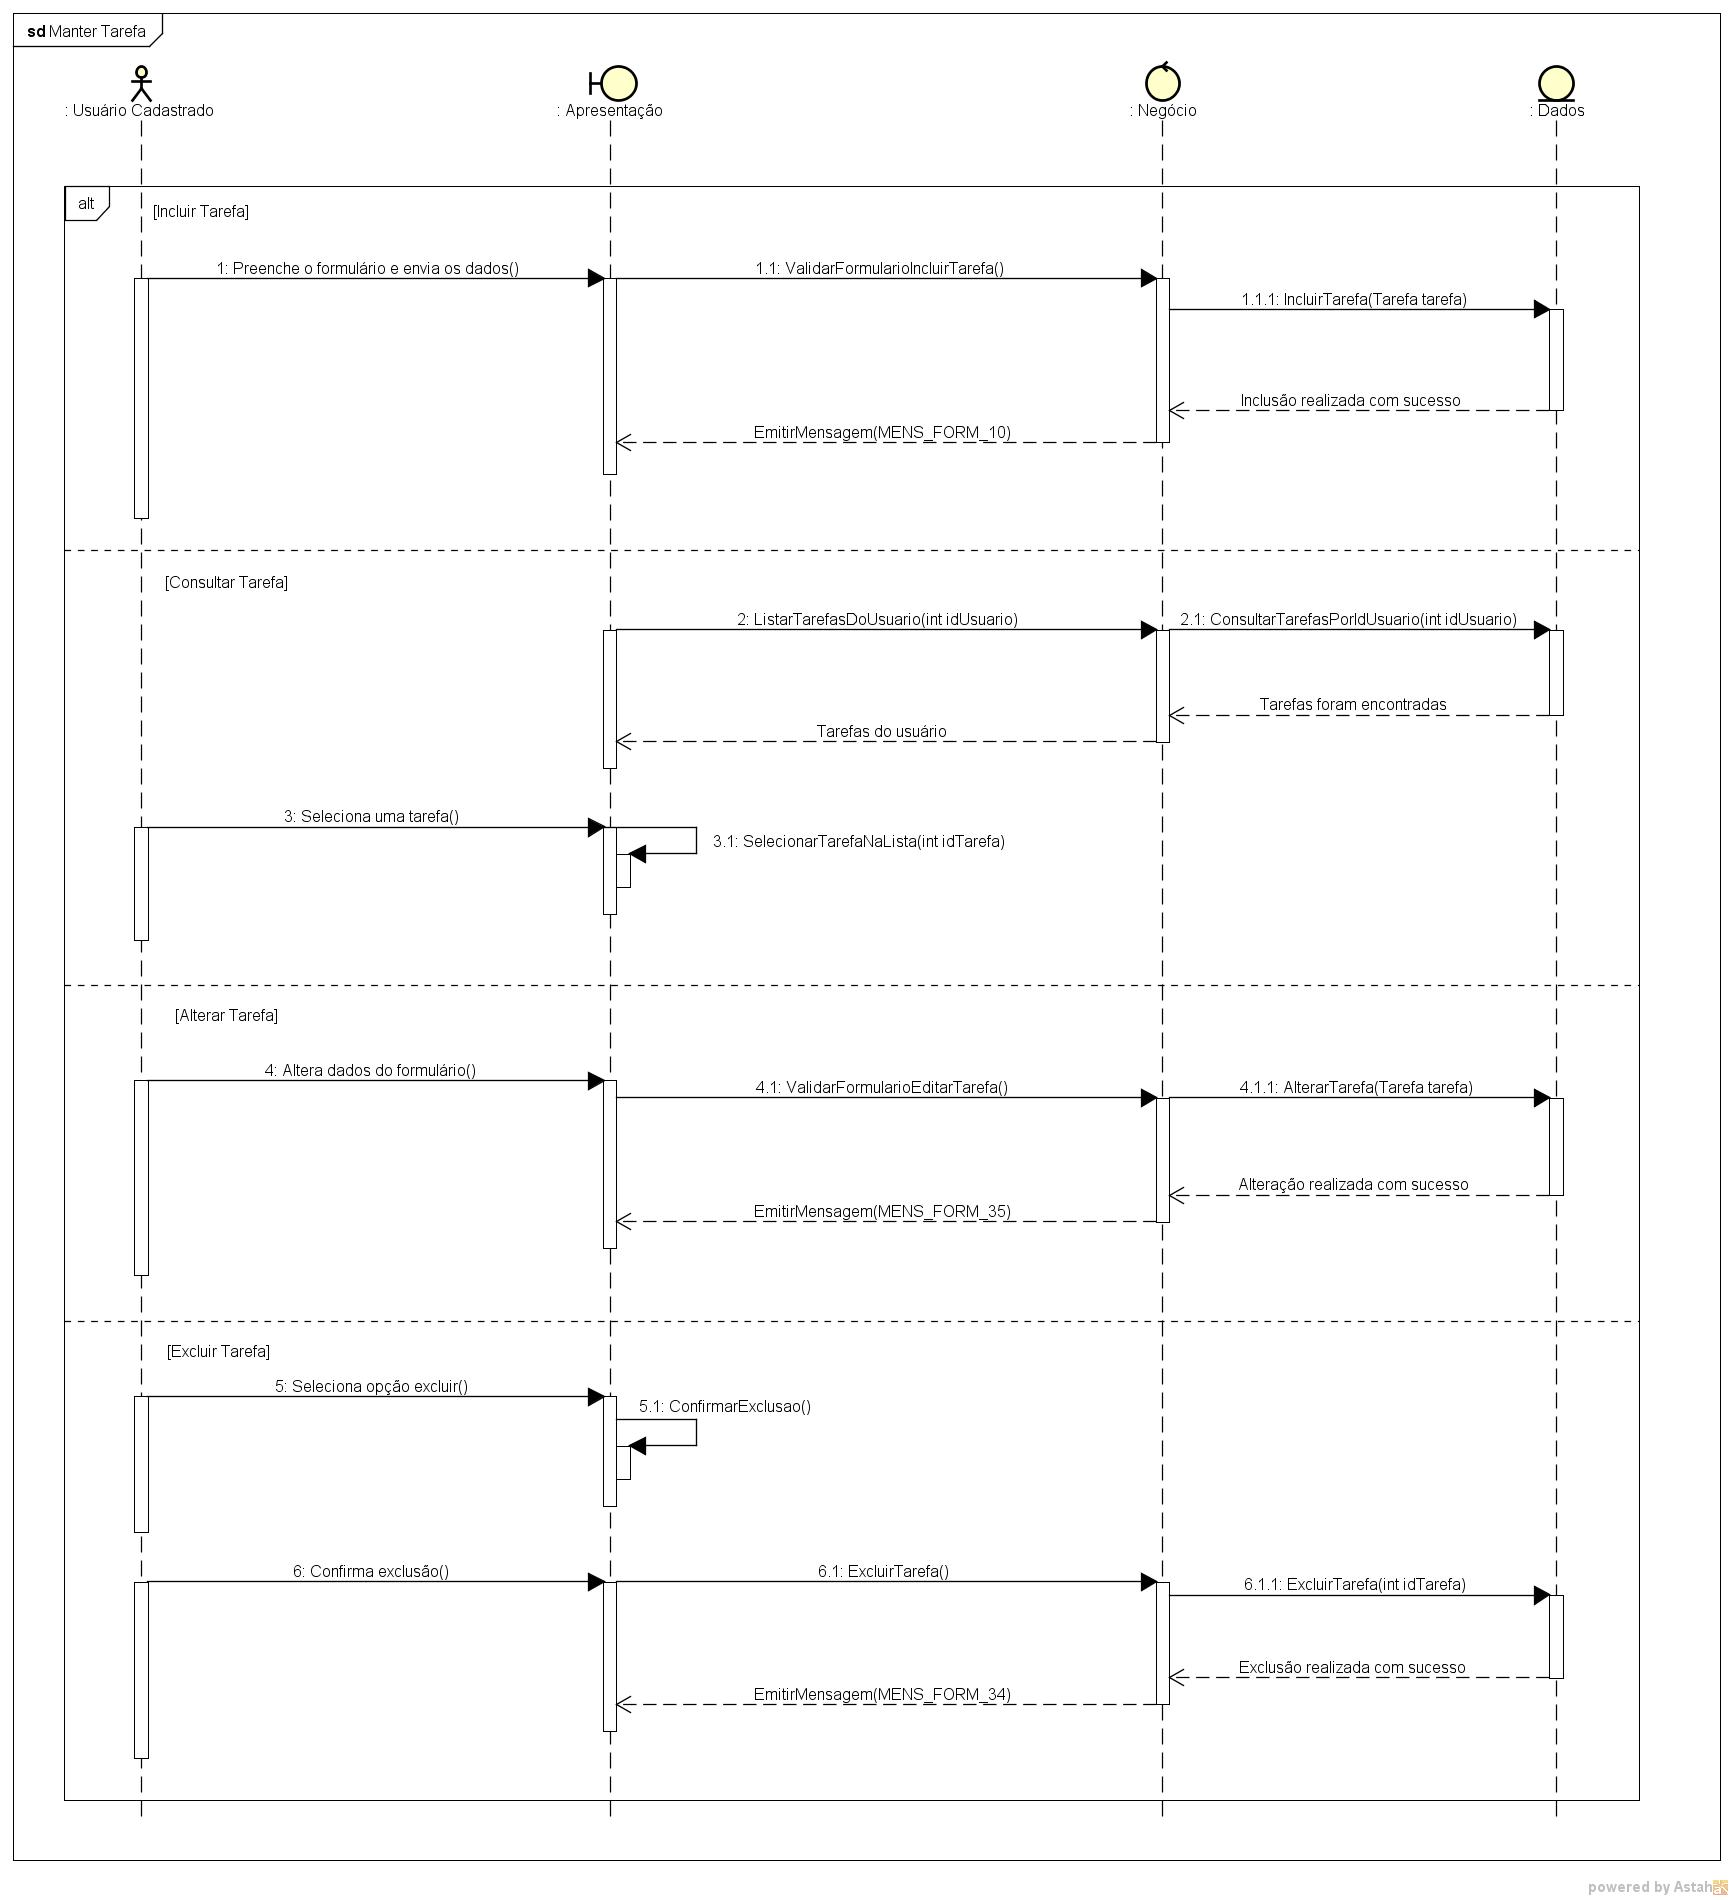 sd Manter Tarefa
: Usuário Cadastrado
: Apresentação
: Negócio
: Dados
alt
[Incluir Tarefa]
1: Preenche o formulário e envia os dados()
1.1: ValidarFormularioIncluirTarefa()
1.1.1: IncluirTarefa(Tarefa tarefa)
Inclusão realizada com sucesso
EmitirMensagem(MENS_FORM_10)
[Consultar Tarefa]
2: ListarTarefasDoUsuario(int idUsuario)
2.1: ConsultarTarefasPorIdUsuario(int idUsuario)
Tarefas foram encontradas
Tarefas do usuário
3: Seleciona uma tarefa()
3.1: SelecionarTarefaNaLista(int idTarefa)
[Alterar Tarefa]
4: Altera dados do formulário()
4.1: ValidarFormularioEditarTarefa()
4.1.1: AlterarTarefa(Tarefa tarefa)
Alteração realizada com sucesso
EmitirMensagem(MENS_FORM_35)
[Excluir Tarefa]
5: Seleciona opção excluir()
5.1: ConfirmarExclusao()
6: Confirma exclusão()
6.1: ExcluirTarefa()
6.1.1: ExcluirTarefa(int idTarefa)
Exclusão realizada com sucesso
EmitirMensagem(MENS_FORM_34)
powered by Astah